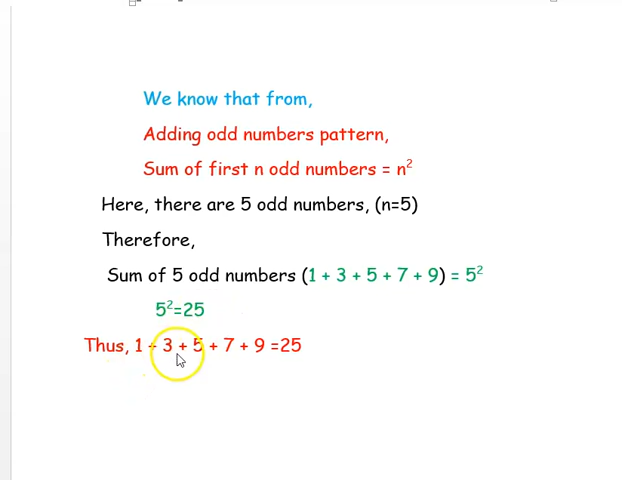 We know that from,
Adding odd numbers pattern,
Sum of first n odd numbers = n²
Here, there are 5 odd numbers, (n=5)
Therefore,
Sum of 5 odd numbers (1 + 3 + 5 + 7 + 9) = 5²
5²=25
Thus, 1 + 3 + 5 + 7 + 9 =25